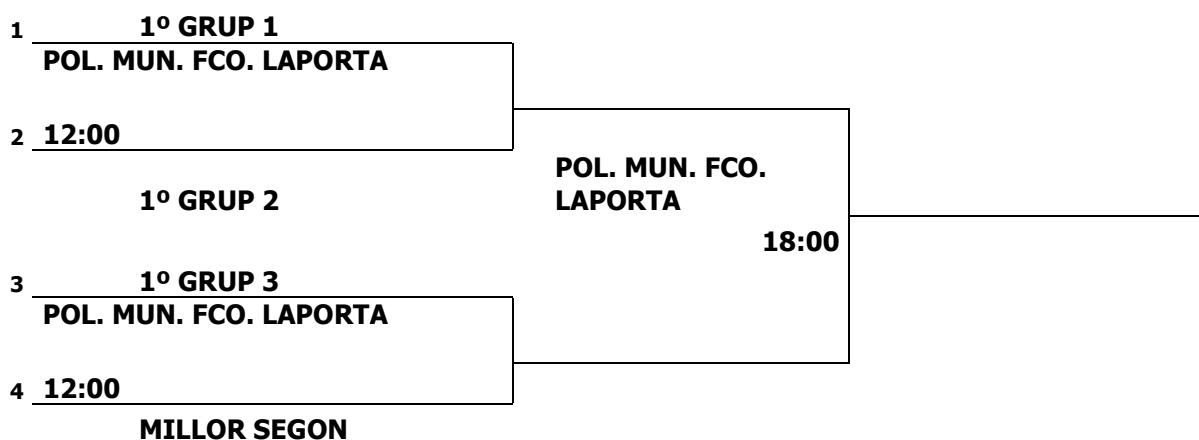 1 1º GRUP 1
POL. MUN. FCO. LAPORTA
2 12:00
1º GRUP 2
POL. MUN. FCO.
LAPORTA
18:00
3 1º GRUP 3
POL. MUN. FCO. LAPORTA
4 12:00
MILLOR SEGON